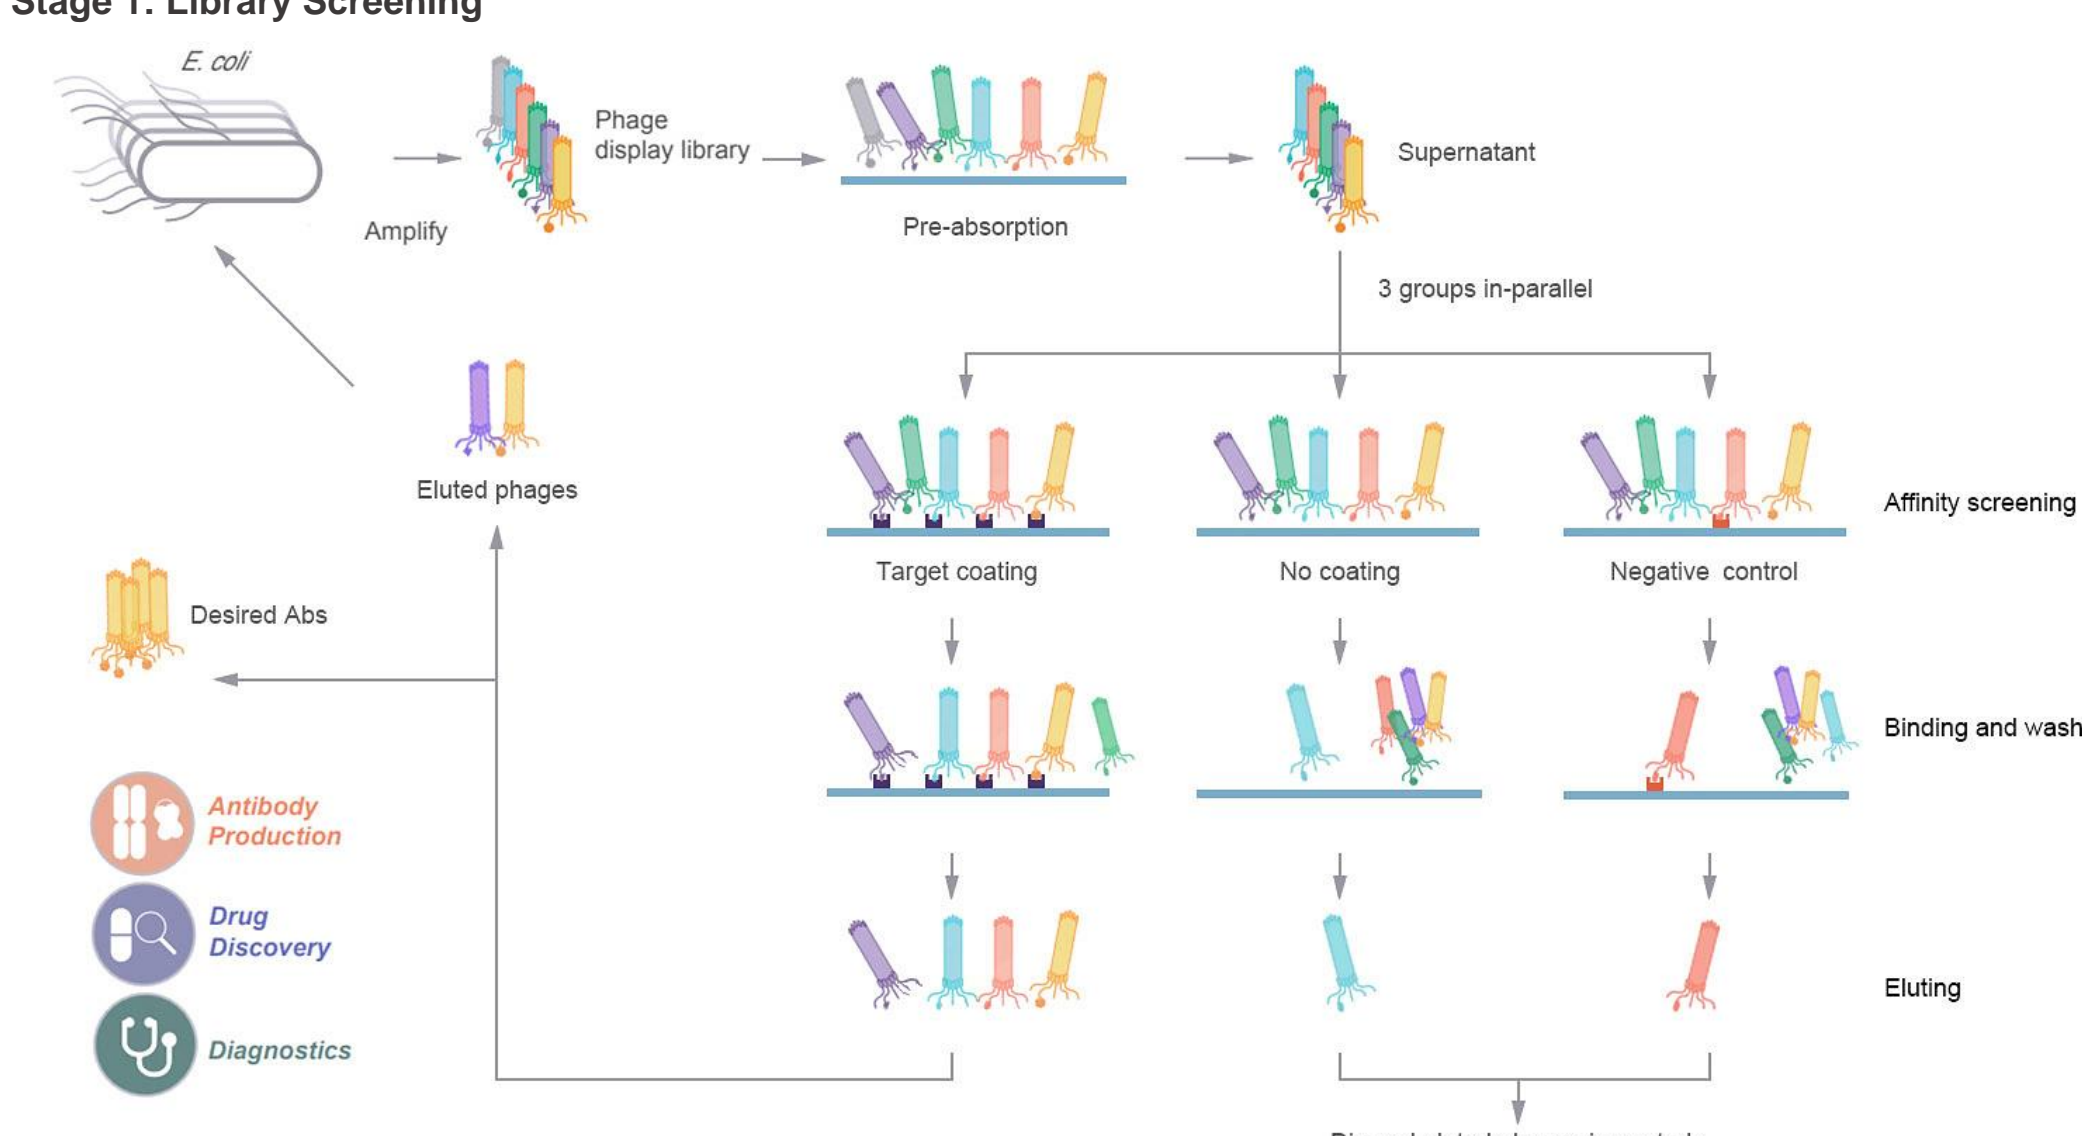 Stage 1: Library Screening
E. coli
Amplify
Phage
display library
Pre-absorption
Supernatant
3 groups in-parallel
Eluted phages
Desired Abs
Target coating
No coating
Negative control
Affinity screening
Binding and wash
Eluting
Antibody
Production
Drug
Discovery
Diagnostics